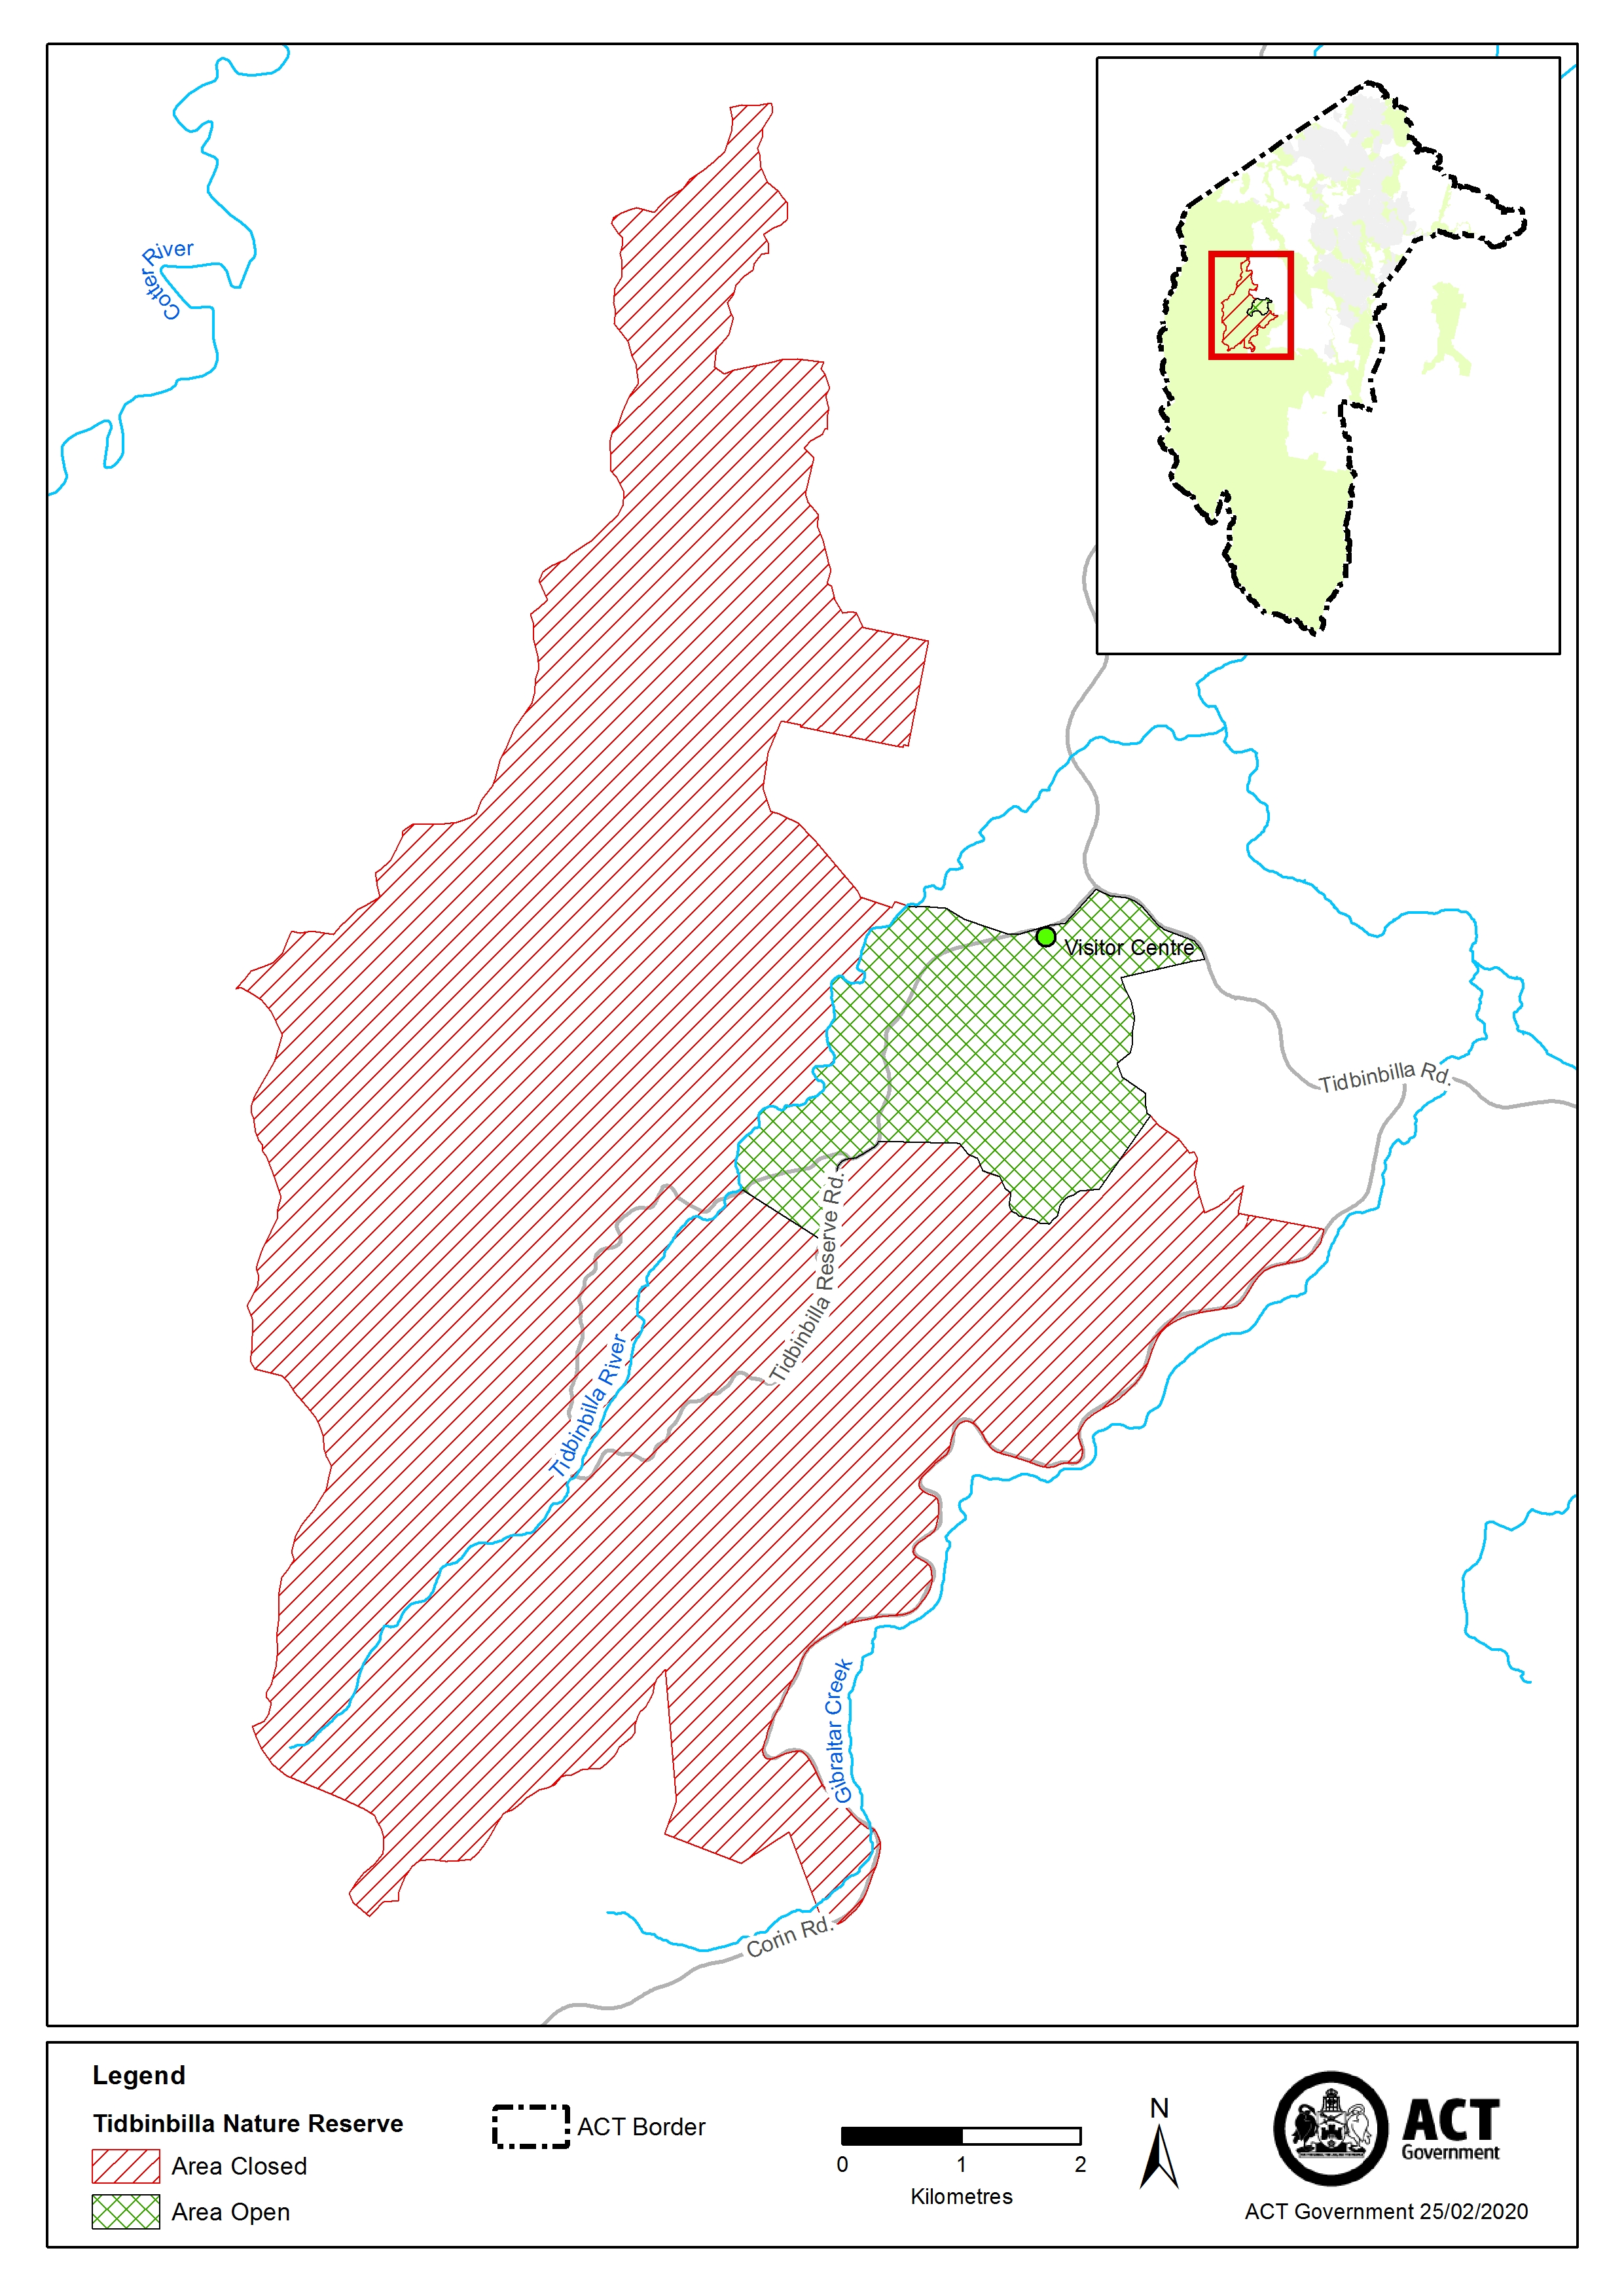 Cotter River
Visitor Centre
Tidbinbilla Rd.
Tidbinbilla Reserve Rd.
Tidbinbilla River
Gibraltar Creek
Corin Rd.
Legend
Tidbinbilla Nature Reserve
Area Closed
Area Open
ACT Border
0 1 2
Kilometres
N
ACT
Government
ACT Government 25/02/2020